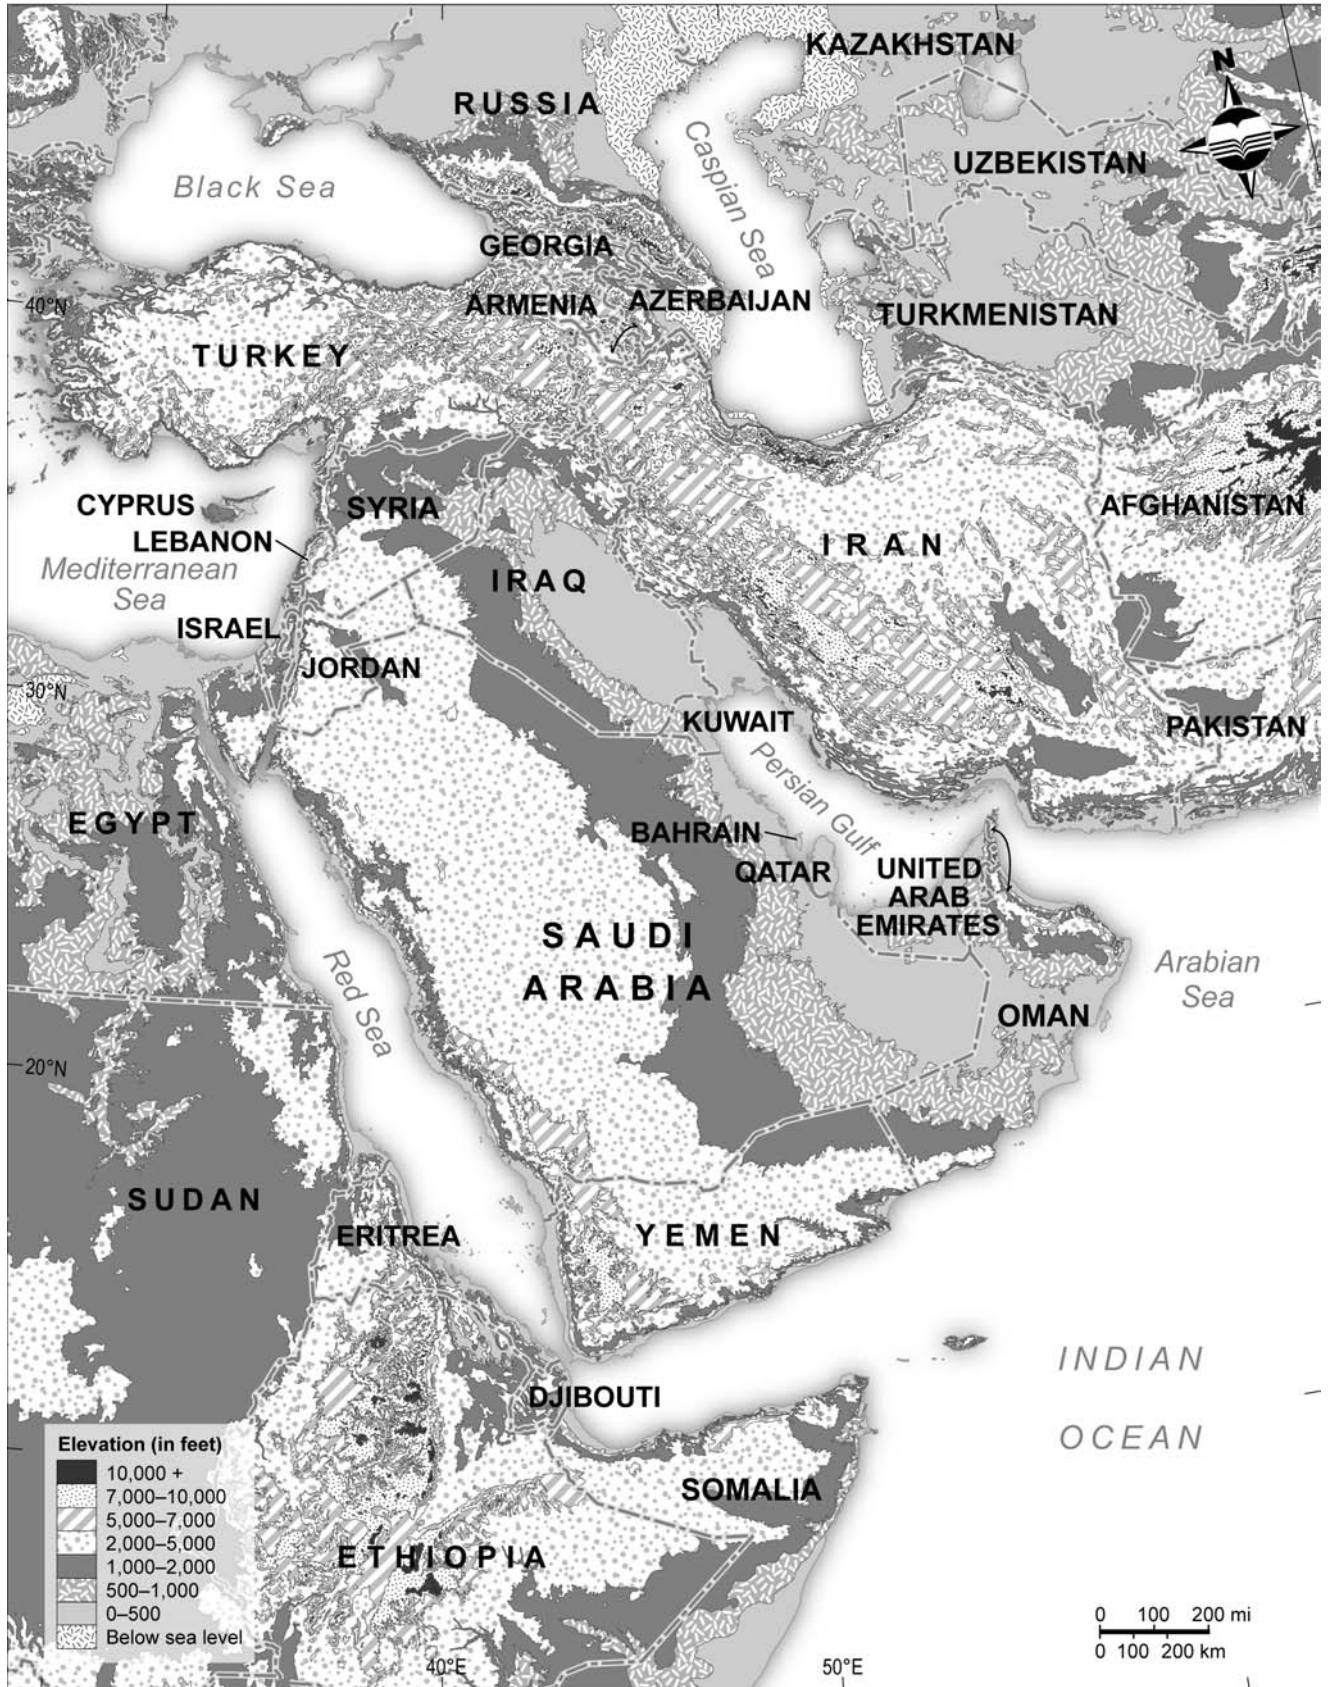 KAZAKHSTAN
N
RUSSIA
Caspian Sea
UZBEKISTAN
Black Sea
GEORGIA
40°N
ARMENIA
AZERBAIJAN
TURKMENISTAN
TURKEY
CYPRUS
SYRIA
AFGHANISTAN
LEBANON
IRAN
Mediterranean
Sea
IRAQ
ISRAEL
JORDAN
30°N
KUWAIT
PAKISTAN
Persian Gulf
EGYPT
BAHRAIN
QATAR
UNITED
ARAB
EMIRATES
SAUDI
ARABIA
Red Sea
Arabian
Sea
OMAN
20°N
SUDAN
ERITREA
YEMEN
INDIAN
OCEAN
DJIBOUTI
SOMALIA
ETHIOPIA
Elevation (in feet)
10,000 +
7,000–10,000
5,000–7,000
2,000–5,000
1,000–2,000
500–1,000
0–500
Below sea level
0 100 200 mi
0 100 200 km
40°E
50°E